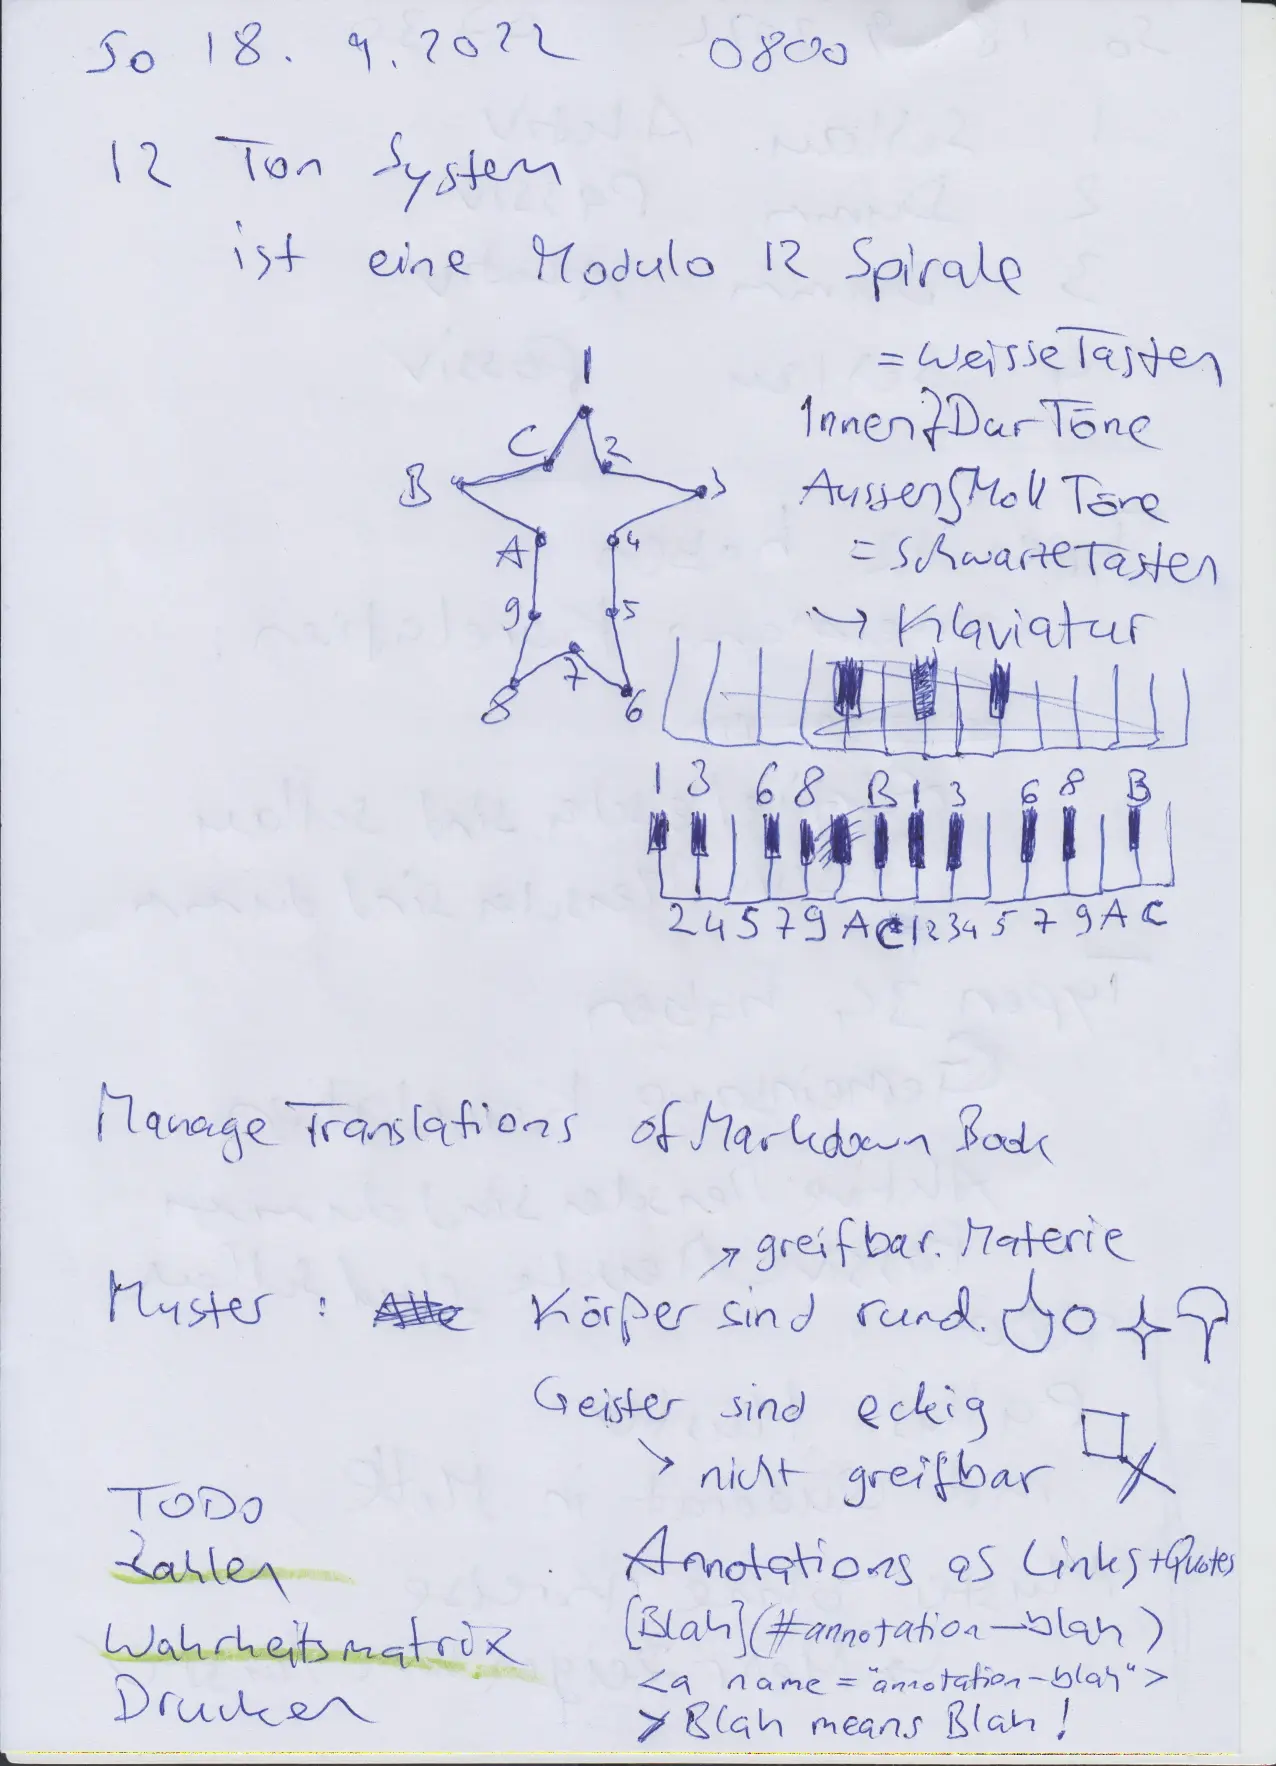 So 18. 9. 2022 0800
12 Ton System
ist eine Modulo 12 Spirale
= Weisse Tasten
Innen } Dur Töne
Aussen } Moll Töne
= Schwarze Tasten
→ Klaviatur
1
C 2
B 3
A 4
9 5
7
8 6
1 3 6 8 B 1 3 6 8 B
2 4 5 7 9 A C 1 2 3 4 5 7 9 A C
Manage Translations of Markdown Book
↗ greifbar. Materie
Muster : Körper sind rund.
Geister sind eckig
↘ nicht greifbar
TODO
Zahlen
Wahrheitsmatrix
Drucken
Annotations as Links + Quotes
[Blah](#annotation-blah)
<a name="annotation-blah">
> Blah means Blah!